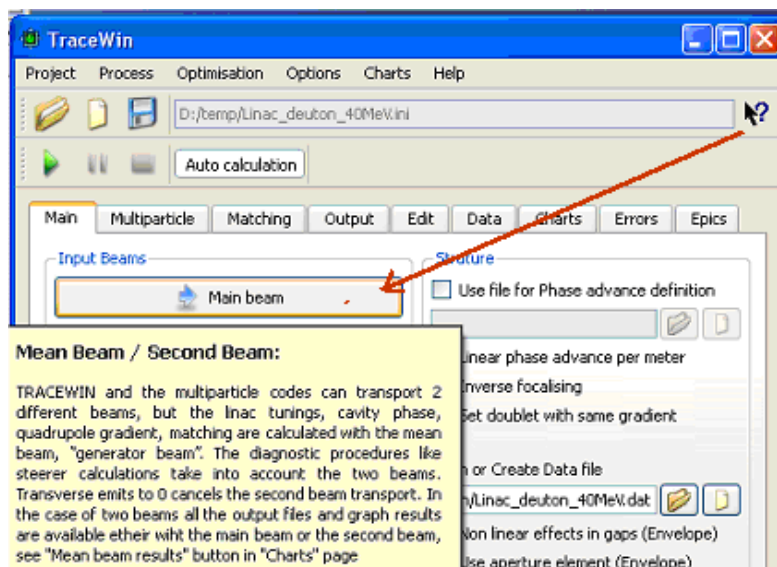 TraceWin
Project Process Optimisation Options Charts Help
D:/temp/Linac_deuton_40MeV.ini
?
Auto calculation
Main Multiparticle Matching Output Edit Data Charts Errors Epics
Input Beams
Main beam
Use file for Phase advance definition
Linear phase advance per meter
Inverse focalising
Set doublet with same gradient
or Create Data file
/Linac_deuton_40MeV.dat
Non linear effects in gaps (Envelope)
Use aperture element (Envelope)
Mean Beam / Second Beam:
TRACEWIN and the multiparticle codes can transport 2
different beams, but the linac tunings, cavity phase,
quadrupole gradient, matching are calculated with the mean
beam, "generator beam". The diagnostic procedures like
steerer calculations take into account the two beams.
Transverse emits to 0 cancels the second beam transport. In
the case of two beams all the output files and graph results
are available etheir wiht the main beam or the second beam,
see "Mean beam results" button in "Charts" page